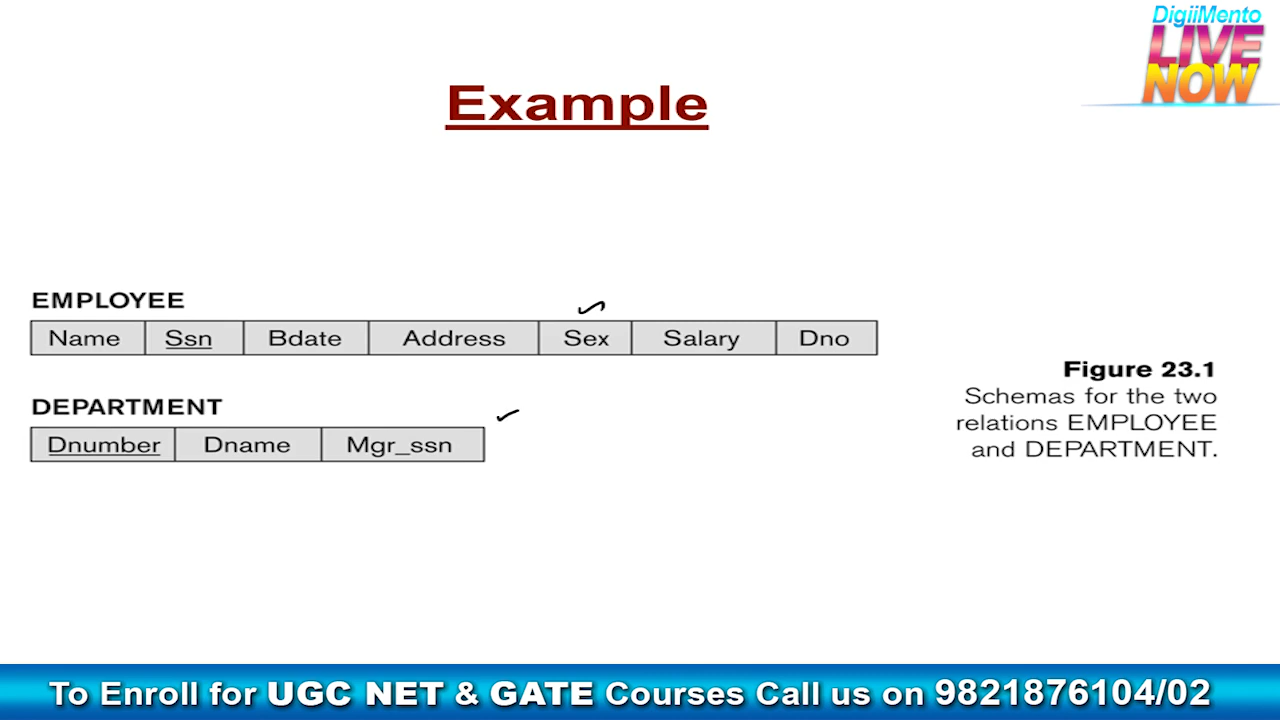 DigiiMento
LIVE
NOW
Example
EMPLOYEE
Name Ssn Bdate Address Sex Salary Dno
DEPARTMENT
Dnumber Dname Mgr_ssn
Figure 23.1
Schemas for the two
relations EMPLOYEE
and DEPARTMENT.
To Enroll for UGC NET & GATE Courses Call us on 9821876104/02